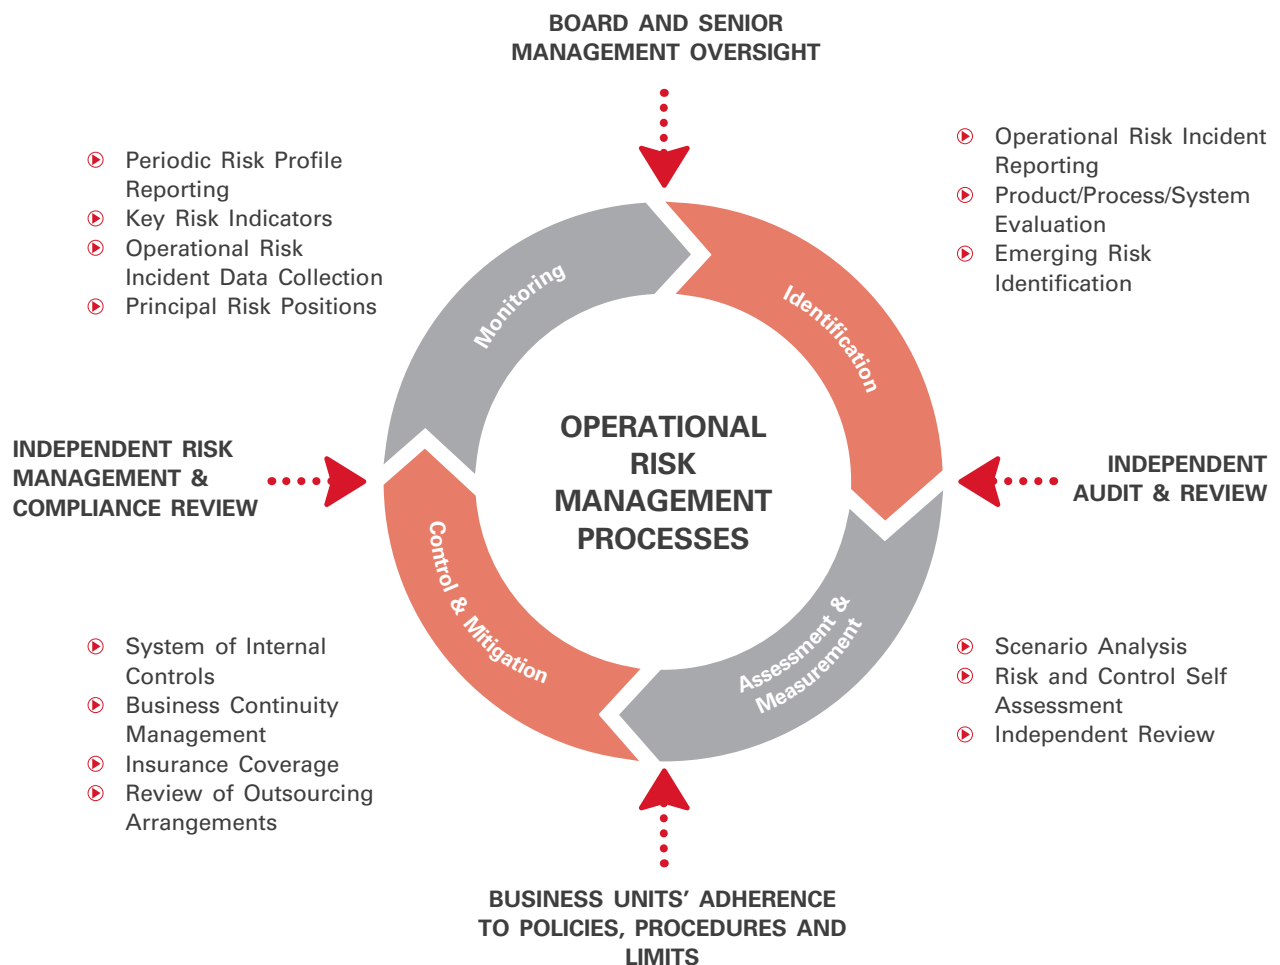 BOARD AND SENIOR
MANAGEMENT OVERSIGHT
Periodic Risk Profile
Reporting
Key Risk Indicators
Operational Risk
Incident Data Collection
Principal Risk Positions
Operational Risk Incident
Reporting
Product/Process/System
Evaluation
Emerging Risk
Identification
Monitoring
Identification
OPERATIONAL
RISK
MANAGEMENT
PROCESSES
INDEPENDENT RISK
MANAGEMENT &
COMPLIANCE REVIEW
INDEPENDENT
AUDIT & REVIEW
Control & Mitigation
Assessment &
Measurement
System of Internal
Controls
Business Continuity
Management
Insurance Coverage
Review of Outsourcing
Arrangements
Scenario Analysis
Risk and Control Self
Assessment
Independent Review
BUSINESS UNITS’ ADHERENCE
TO POLICIES, PROCEDURES AND
LIMITS